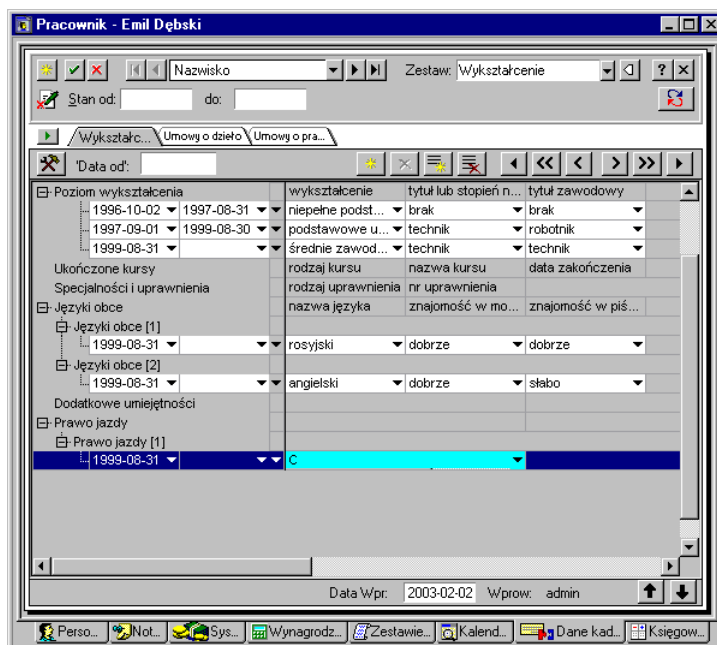 Pracownik - Emil Dębski
Nazwisko Zestaw: Wykształcenie ?
Stan od: do:
Wykształc... Umowy o dzieło Umowy o pra...
'Data od':
Poziom wykształcenia wykształcenie tytuł lub stopień n... tytuł zawodowy
1996-10-02 1997-08-31 niepełne podst... brak brak
1997-09-01 1999-08-30 podstawowe u... technik robotnik
1999-08-31 średnie zawod... technik technik
Ukończone kursy rodzaj kursu nazwa kursu data zakończenia
Specjalności i uprawnienia rodzaj uprawnienia nr uprawnienia
Języki obce nazwa języka znajomość w mo... znajomość w piś...
Języki obce [1]
1999-08-31 rosyjski dobrze dobrze
Języki obce [2]
1999-08-31 angielski dobrze słabo
Dodatkowe umiejętności
Prawo jazdy
Prawo jazdy [1]
1999-08-31 C
Data Wpr: 2003-02-02 Wprow: admin
Perso... Not... Sys... Wynagrodz... Zestawie... Kalend... Dane kad... Księgow...